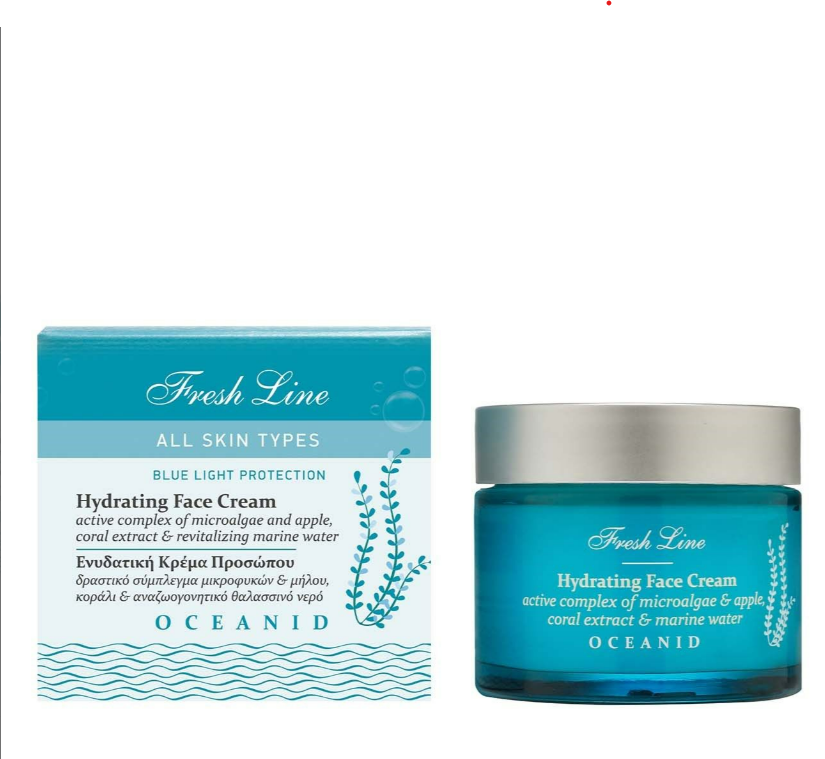 Fresh Line
ALL SKIN TYPES
BLUE LIGHT PROTECTION
Hydrating Face Cream
active complex of microalgae and apple,
coral extract & revitalizing marine water
Ενυδατική Κρέμα Προσώπου
δραστικό σύμπλεγμα μικροφυκών & μήλου,
κοράλι & αναζωογονητικό θαλασσινό νερό
OCEANID
Fresh Line
Hydrating Face Cream
active complex of microalgae & apple,
coral extract & marine water
OCEANID